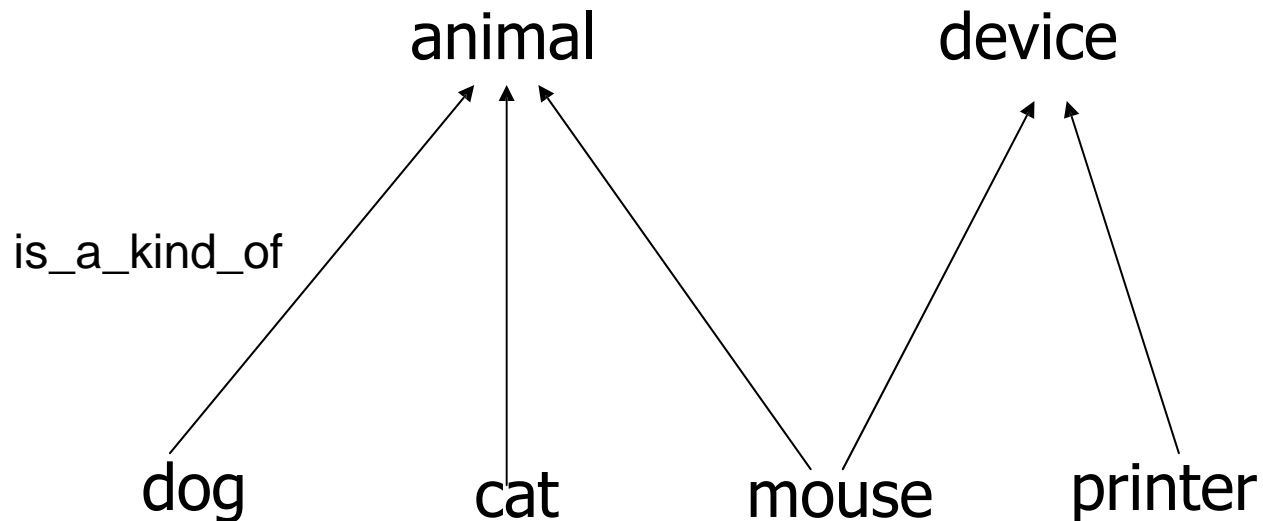 animal device
is_a_kind_of
dog cat mouse printer